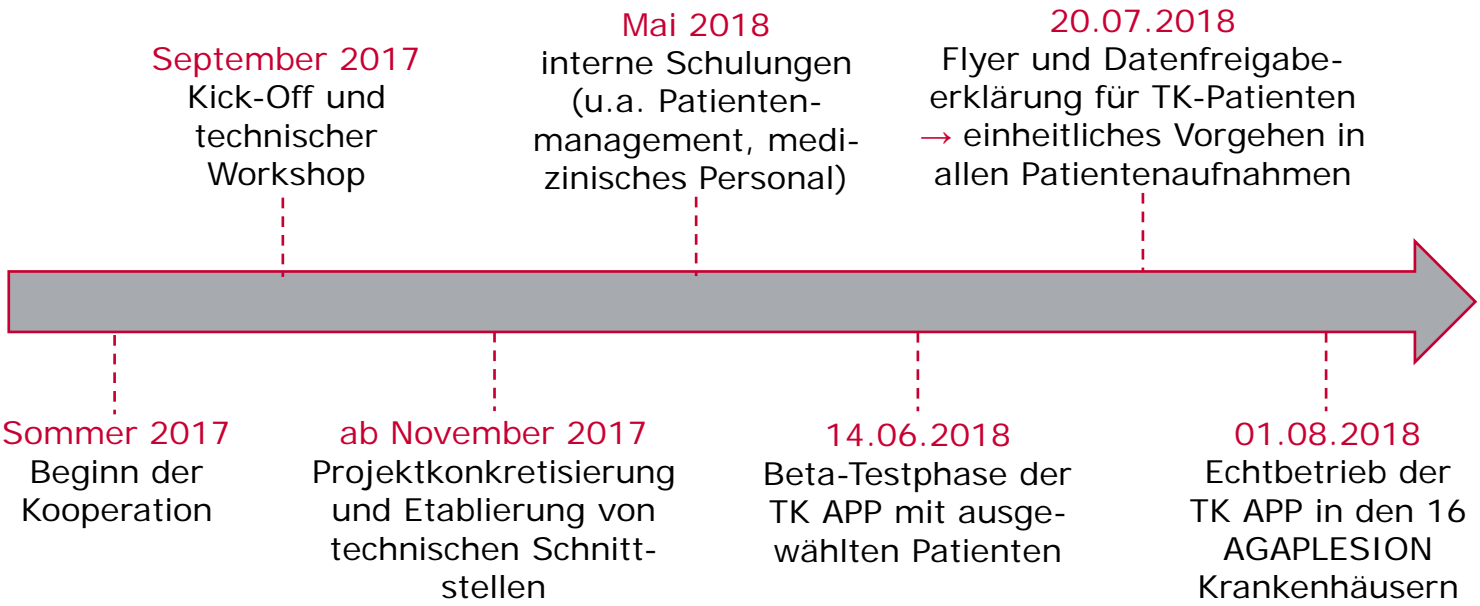 September 2017
Kick-Off und
technischer
Workshop
Mai 2018
interne Schulungen
(u.a. Patienten-
management, medi-
zinisches Personal)
20.07.2018
Flyer und Datenfreigabe-
erklärung für TK-Patienten
→ einheitliches Vorgehen in
allen Patientenaufnahmen
Sommer 2017
Beginn der
Kooperation
ab November 2017
Projektkonkretisierung
und Etablierung von
technischen Schnitt-
stellen
14.06.2018
Beta-Testphase der
TK APP mit ausge-
wählten Patienten
01.08.2018
Echtbetrieb der
TK APP in den 16
AGAPLESION
Krankenhäusern